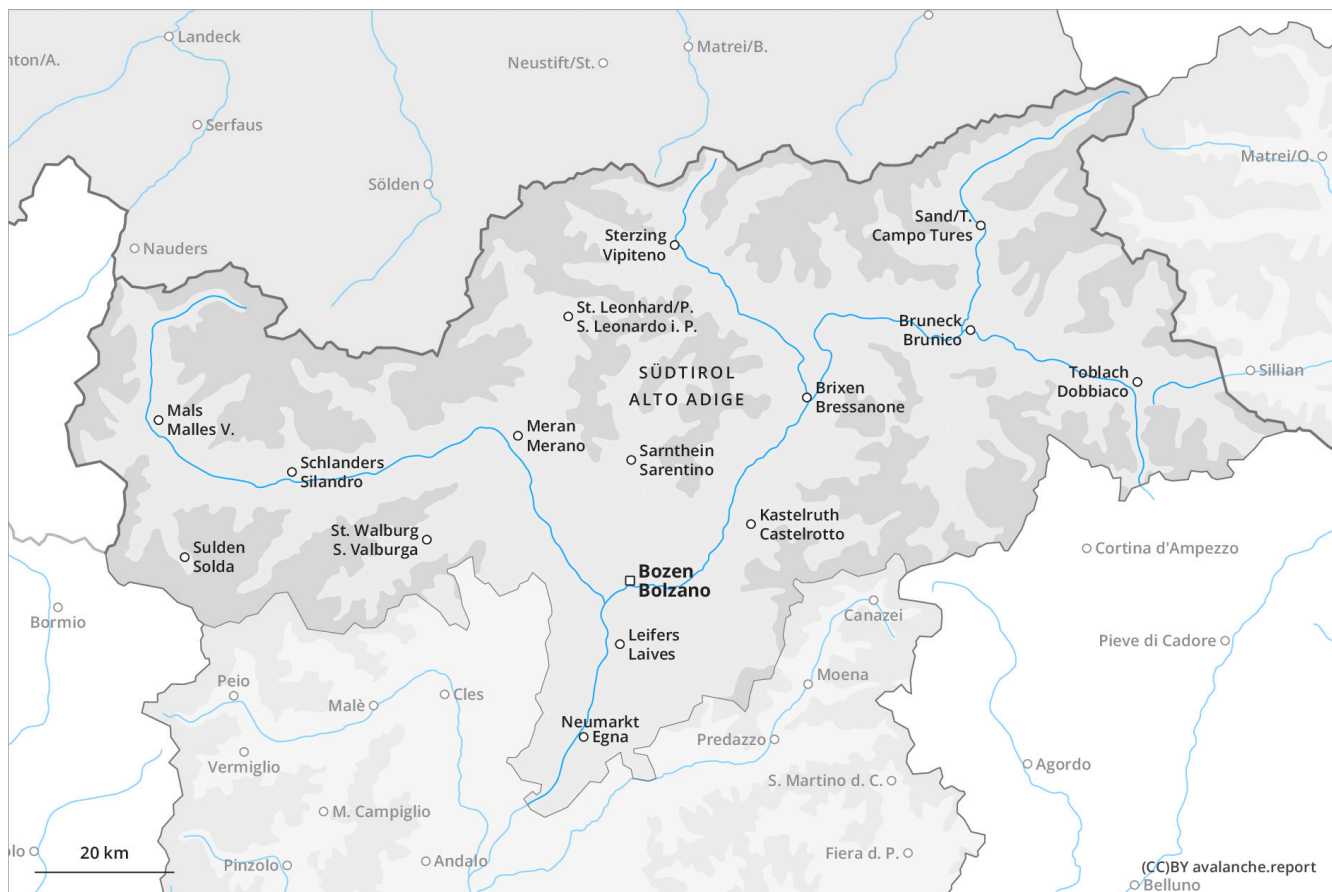 Landeck
Matrei/B.
nton/A.
Neustift/St.
Serfaus
Matrei/O.
Sölden
Sand/T.
Campo Tures
Nauders
Sterzing
Vipiteno
St. Leonhard/P.
S. Leonardo i. P.
Bruneck
Brunico
SÜDTIROL
ALTO ADIGE
Toblach
Dobbiaco
Sillian
Brixen
Bressanone
Mals
Malles V.
Meran
Merano
Sarnthein
Sarentino
Schlanders
Silandro
Kastelruth
Castelrotto
St. Walburg
S. Valburga
Sulden
Solda
Cortina d'Ampezzo
Bozen
Bolzano
Bormio
Canazei
Leifers
Laives
Pieve di Cadore
Peio
Moena
Malè
Cles
Neumarkt
Egna
Predazzo
Vermiglio
Agordo
S. Martino d. C.
M. Campiglio
20 km
olo
Pinzolo
Andalo
Fiera d. P.
(CC)BY avalanche.report
Belluno